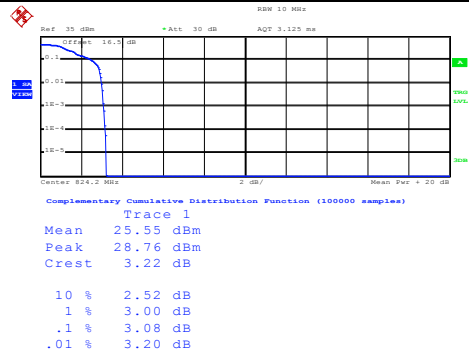 RBW 10 MHz
Ref 35 dBm *Att 30 dB AQT 3.125 ms
Offset 16.5 dB
0.1
A
0.01
1 SA
VIEW
TRG
LVL
1E-3
1E-4
1E-5
3DB
Center 824.2 MHz 2 dB/ Mean Pwr + 20 dB
Complementary Cumulative Distribution Function (100000 samples)
Trace 1
Mean 25.55 dBm
Peak 28.76 dBm
Crest 3.22 dB
10 % 2.52 dB
1 % 3.00 dB
.1 % 3.08 dB
.01 % 3.20 dB